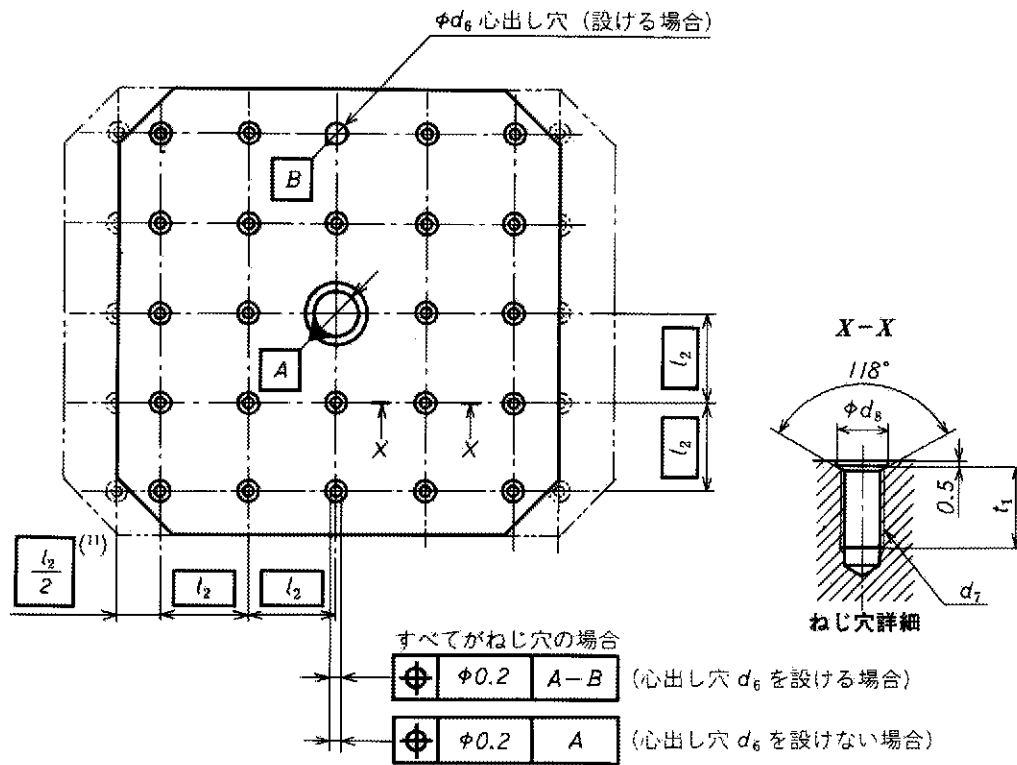 φd₆ 心出し穴 (設ける場合)
B
A
l₂
l₂
X
X
l₂/2 (11)
l₂
l₂
X-X
118°
φd₈
0.5
t₁
d₇
ねじ穴詳細
すべてがねじ穴の場合
⌖ φ0.2 A-B (心出し穴 d₆ を設ける場合)
⌖ φ0.2 A (心出し穴 d₆ を設けない場合)